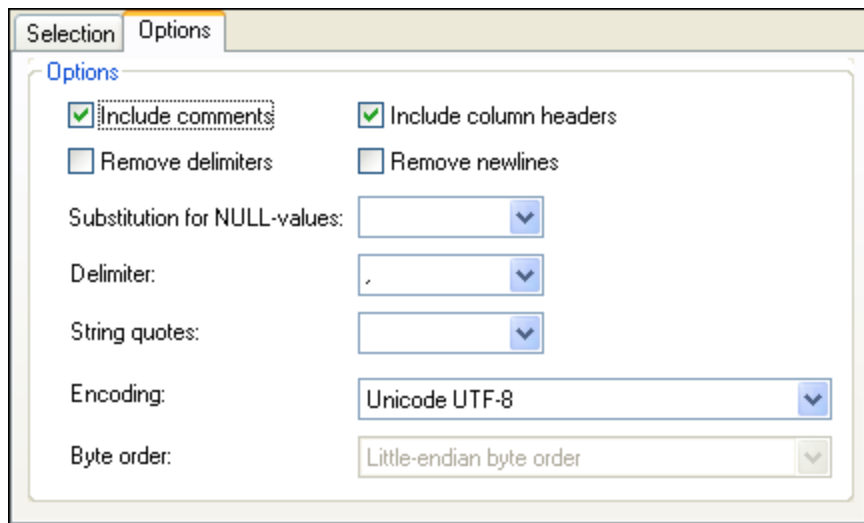 Selection Options
Options
Include comments Include column headers
Remove delimiters Remove newlines
Substitution for NULL-values:
Delimiter: ,
String quotes:
Encoding: Unicode UTF-8
Byte order: Little-endian byte order